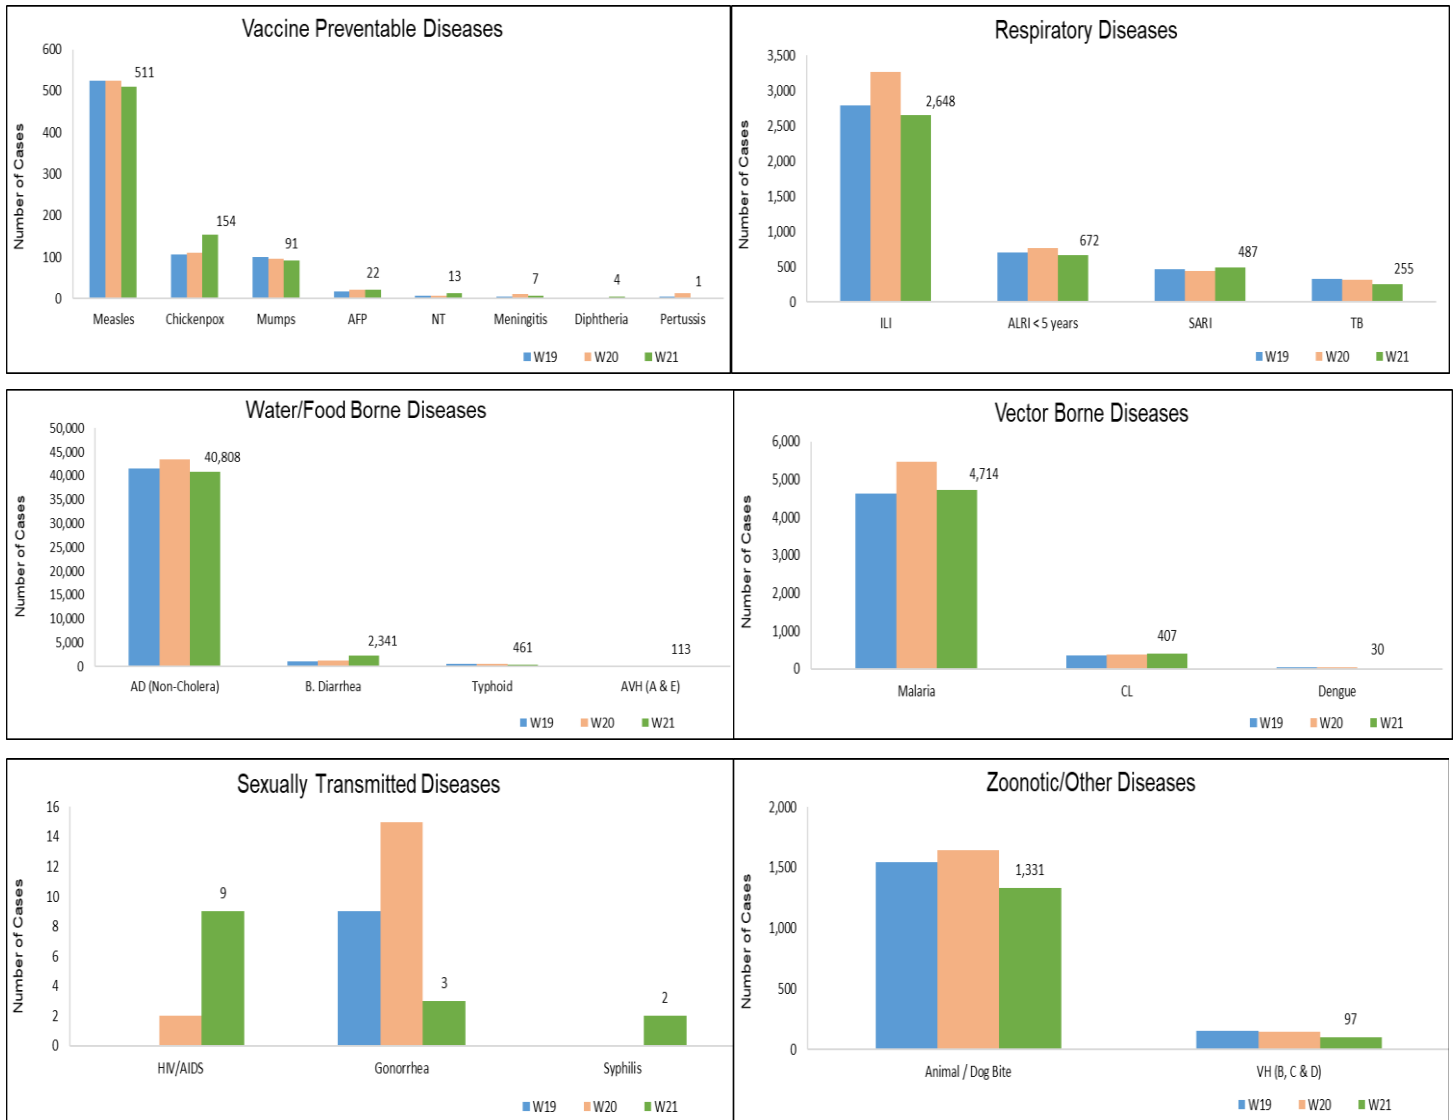 Vaccine Preventable Diseases
Number of Cases
600
500
400
300
200
100
0
511
154
91
22
13
7
4
1
Measles Chickenpox Mumps AFP NT Meningitis Diphtheria Pertussis
W19 W20 W21
Respiratory Diseases
Number of Cases
3,500
3,000
2,500
2,000
1,500
1,000
500
0
2,648
672
487
255
ILI ALRI < 5 years SARI TB
W19 W20 W21
Water/Food Borne Diseases
Number of Cases
50,000
45,000
40,000
35,000
30,000
25,000
20,000
15,000
10,000
5,000
0
40,808
2,341
461
113
AD (Non-Cholera) B. Diarrhea Typhoid AVH (A & E)
W19 W20 W21
Vector Borne Diseases
Number of Cases
6,000
5,000
4,000
3,000
2,000
1,000
0
4,714
407
30
Malaria CL Dengue
W19 W20 W21
Sexually Transmitted Diseases
Number of Cases
16
14
12
10
8
6
4
2
0
9
3
2
HIV/AIDS Gonorrhea Syphilis
W19 W20 W21
Zoonotic/Other Diseases
Number of Cases
2,000
1,500
1,000
500
0
1,331
97
Animal / Dog Bite VH (B, C & D)
W19 W20 W21